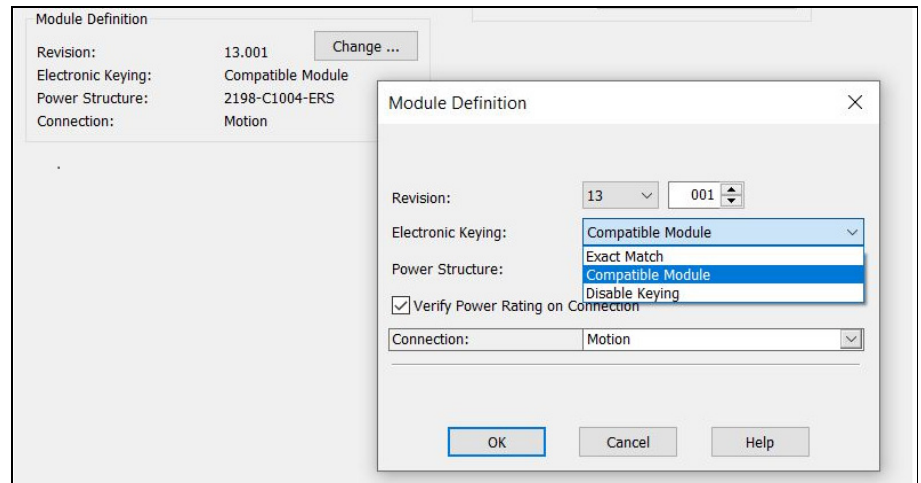 Module Definition
Revision: 13.001 Change ...
Electronic Keying: Compatible Module
Power Structure: 2198-C1004-ERS
Connection: Motion
Module Definition
Revision: 13 001
Electronic Keying: Compatible Module
Exact Match
Power Structure: Compatible Module
Disable Keying
Verify Power Rating on Connection
Connection: Motion
OK Cancel Help